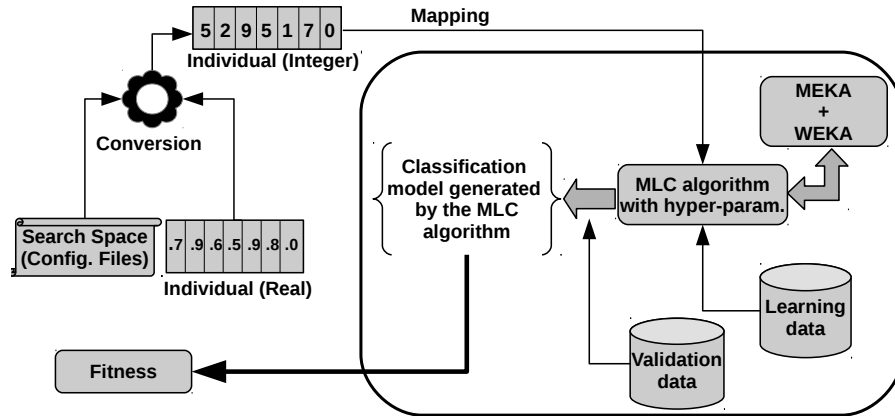 5 2 9 5 1 7 0
Individual (Integer)
Mapping
Conversion
MEKA
+
WEKA
Classification
model generated
by the MLC
algorithm
MLC algorithm
with hyper-param.
Search Space
(Config. Files)
.7 .9 .6 .5 .9 .8 .0
Individual (Real)
Learning
data
Validation
data
Fitness